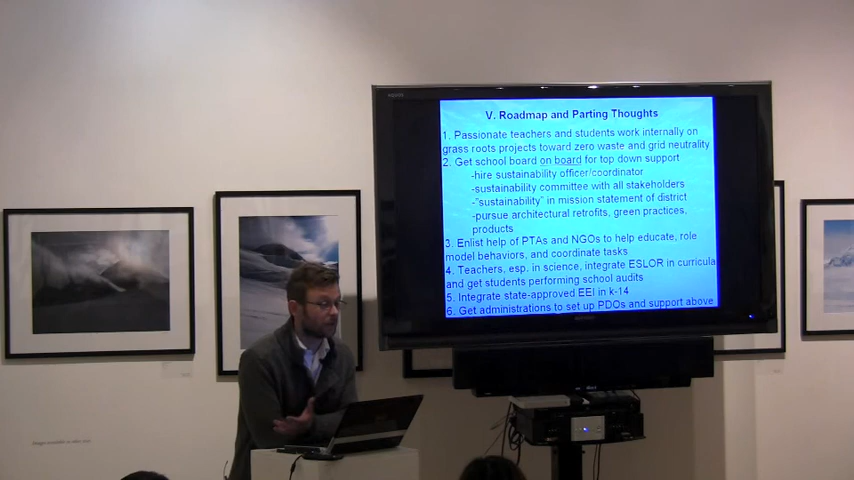 V. Roadmap and Parting Thoughts
1. Passionate teachers and students work internally on
grass roots projects toward zero waste and grid neutrality
2. Get school board on board for top down support
-hire sustainability officer/coordinator
-sustainability committee with all stakeholders
-"sustainability" in mission statement of district
-pursue architectural retrofits, green practices,
products
3. Enlist help of PTAs and NGOs to help educate, role
model behaviors, and coordinate tasks
4. Teachers, esp. in science, integrate ESLOR in curricula
and get students performing school audits
5. Integrate state-approved EEI in k-14
6. Get administrations to set up PDOs and support above